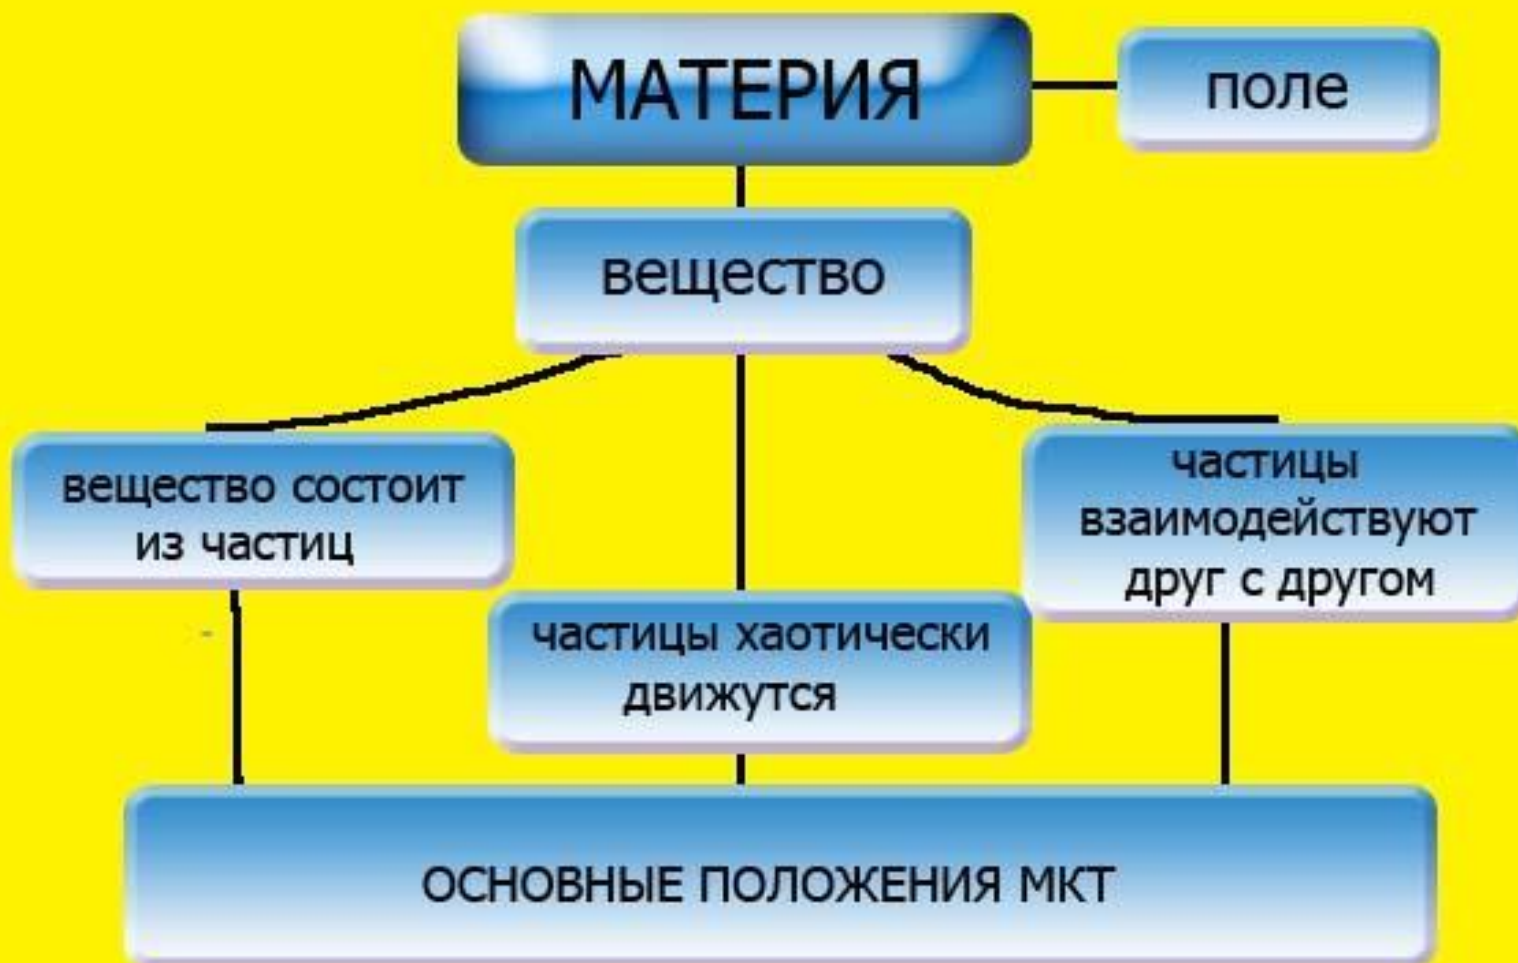 МАТЕРИЯ
поле
вещество
вещество состоит
из частиц
частицы
взаимодействуют
друг с другом
частицы хаотически
движутся
ОСНОВНЫЕ ПОЛОЖЕНИЯ МКТ